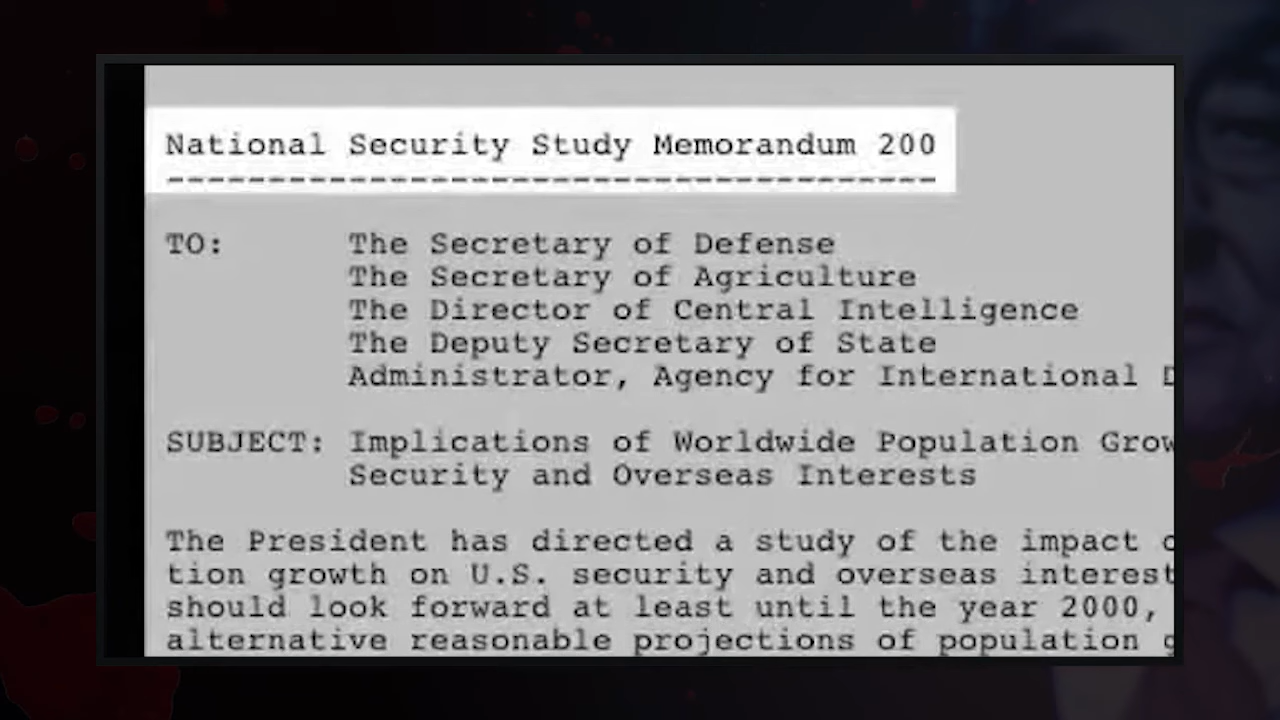 National Security Study Memorandum 200
--------------------------------------
TO: The Secretary of Defense
The Secretary of Agriculture
The Director of Central Intelligence
The Deputy Secretary of State
Administrator, Agency for International
SUBJECT: Implications of Worldwide Population
Security and Overseas Interests
The President has directed a study of the impact
tion growth on U.S. security and overseas
should look forward at least until the year 2000,
alternative reasonable projections of population